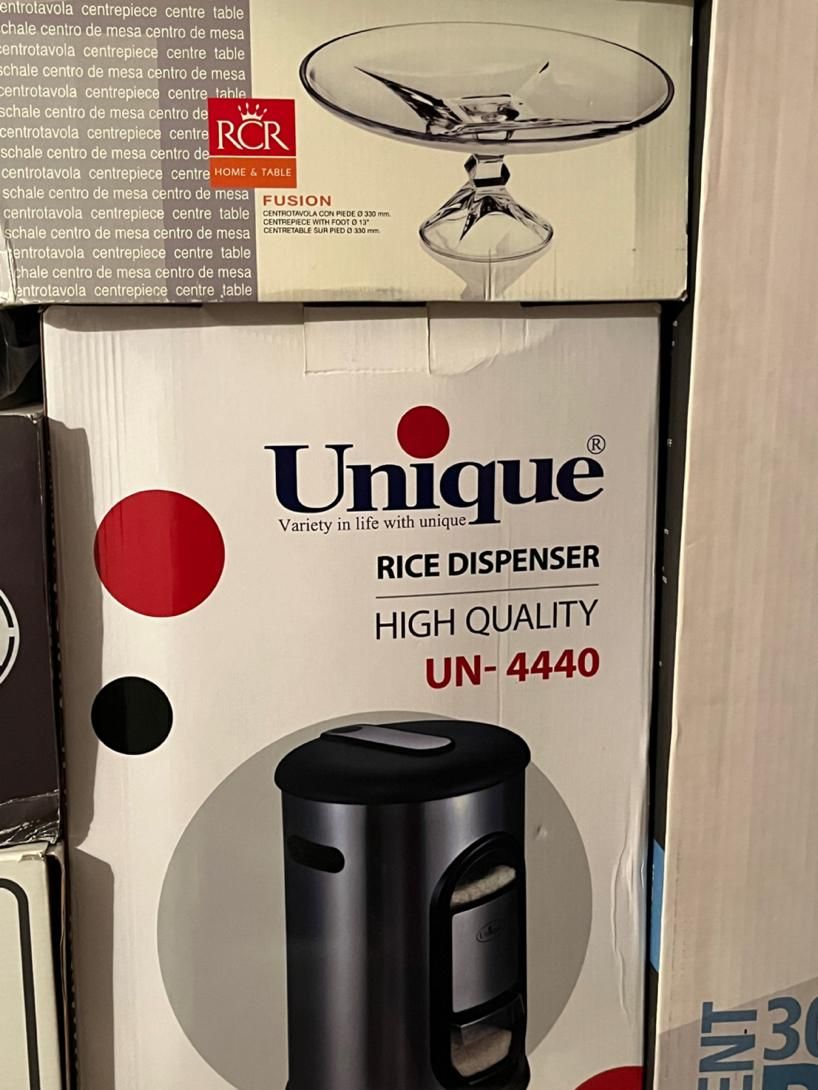 entrotavola centrepiece centre table
schale centro de mesa centro de mesa
centrotavola centrepiece centre table
schale centro de mesa centro de mesa
centrotavola centrepiece centre table
schale centro de mesa centro de
centrotavola centrepiece centre
schale centro de mesa centro de
centrotavola centrepiece centre
schale centro de mesa centro de mesa
centrotavola centrepiece centre table
schale centro de mesa centro de mesa
entrotavola centrepiece centre table
chale centro de mesa centro de mesa
entrotavola centrepiece centre table
RCR
HOME & TABLE
FUSION
CENTROTAVOLA CON PIEDE Ø 330 mm.
CENTREPIECE WITH FOOT Ø 13"
CENTRETABLE SUR PIED Ø 330 mm.
Unique®
Variety in life with unique
RICE DISPENSER
HIGH QUALITY
UN- 4440
Unique
ENT